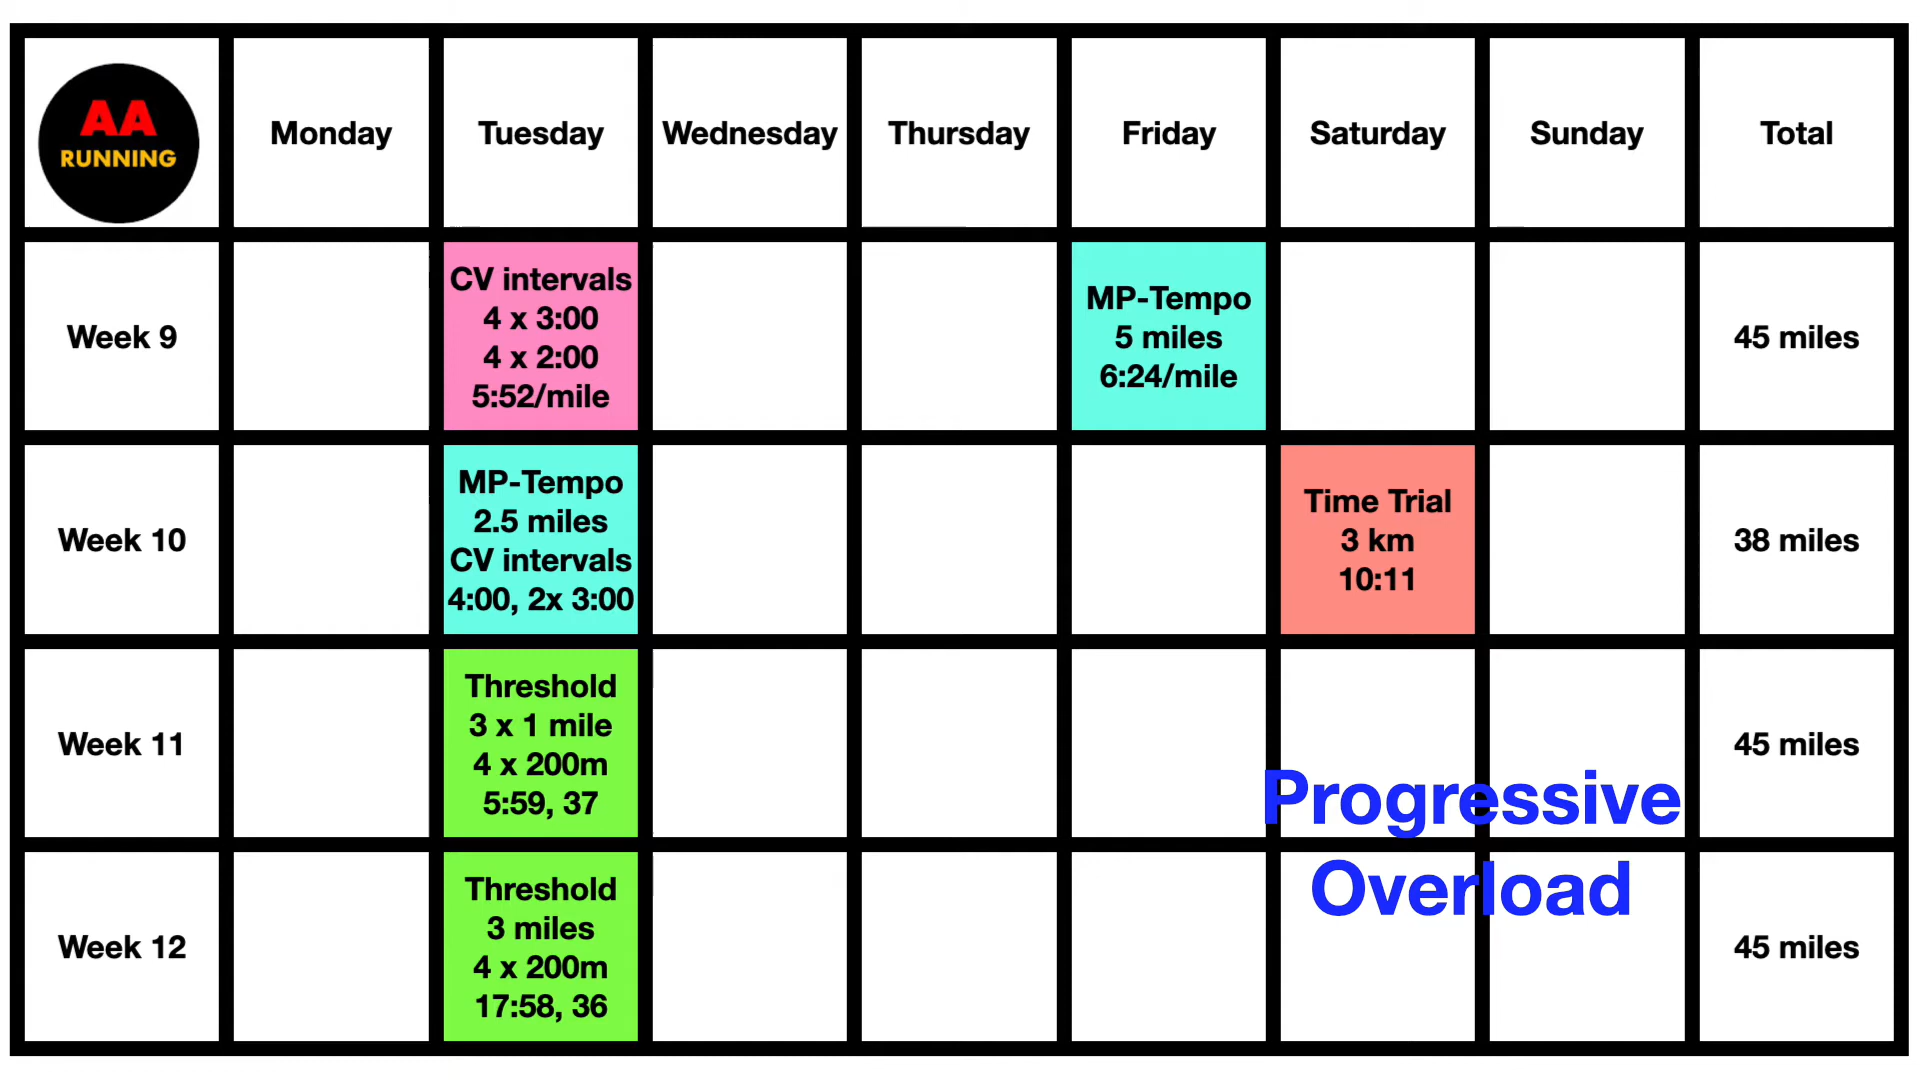 AA
RUNNING
Monday
Tuesday
Wednesday
Thursday
Friday
Saturday
Sunday
Total
Week 9
CV intervals
4 x 3:00
4 x 2:00
5:52/mile
MP-Tempo
5 miles
6:24/mile
45 miles
Week 10
MP-Tempo
2.5 miles
CV intervals
4:00, 2x 3:00
Time Trial
3 km
10:11
38 miles
Week 11
Threshold
3 x 1 mile
4 x 200m
5:59, 37
45 miles
Progressive
Overload
Week 12
Threshold
3 miles
4 x 200m
17:58, 36
45 miles